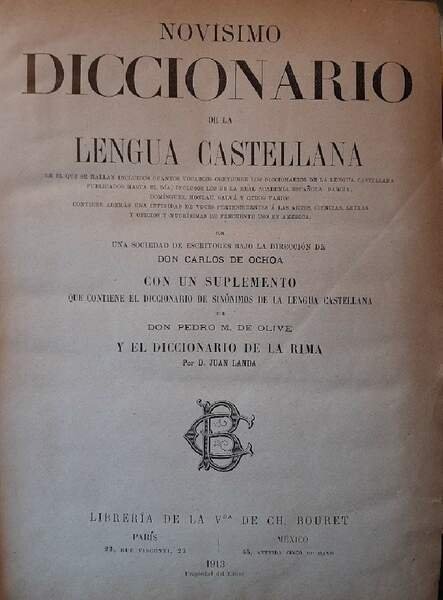 NOVÍSIMO
DICCIONARIO
DE LA
LENGUA CASTELLANA
EN EL QUE SE HALLAN INCLUIDOS CUANTOS VOCABLOS CONTIENEN LOS DICCIONARIOS DE LA LENGUA CASTELLANA
PUBLICADOS HASTA EL DÍA, INCLUSOS LOS DE LA REAL ACADEMIA ESPAÑOLA, BARCÍA,
DOMÍNGUEZ, MONLAU, SALVÁ Y OTROS VARIOS
CONTIENE ADEMÁS UNA INFINIDAD DE VOCES PERTENECIENTES Á LAS ARTES, CIENCIAS, LETRAS
Y OFICIOS Y MUCHÍSIMAS DE FRECUENTE USO EN AMÉRICA;
POR
UNA SOCIEDAD DE ESCRITORES BAJO LA DIRECCIÓN DE
DON CARLOS DE OCHOA
CON UN SUPLEMENTO
QUE CONTIENE EL DICCIONARIO DE SINÓNIMOS DE LA LENGUA CASTELLANA
DE
DON PEDRO M. DE OLIVE
Y EL DICCIONARIO DE LA RIMA
Por D. JUAN LANDA
CB
LIBRERÍA DE LA Vda DE CH. BOURET
PARÍS
23, RUE VISCONTI, 23
MÉXICO
45, AVENIDA CINCO DE MAYO
1913
Propiedad del Editor